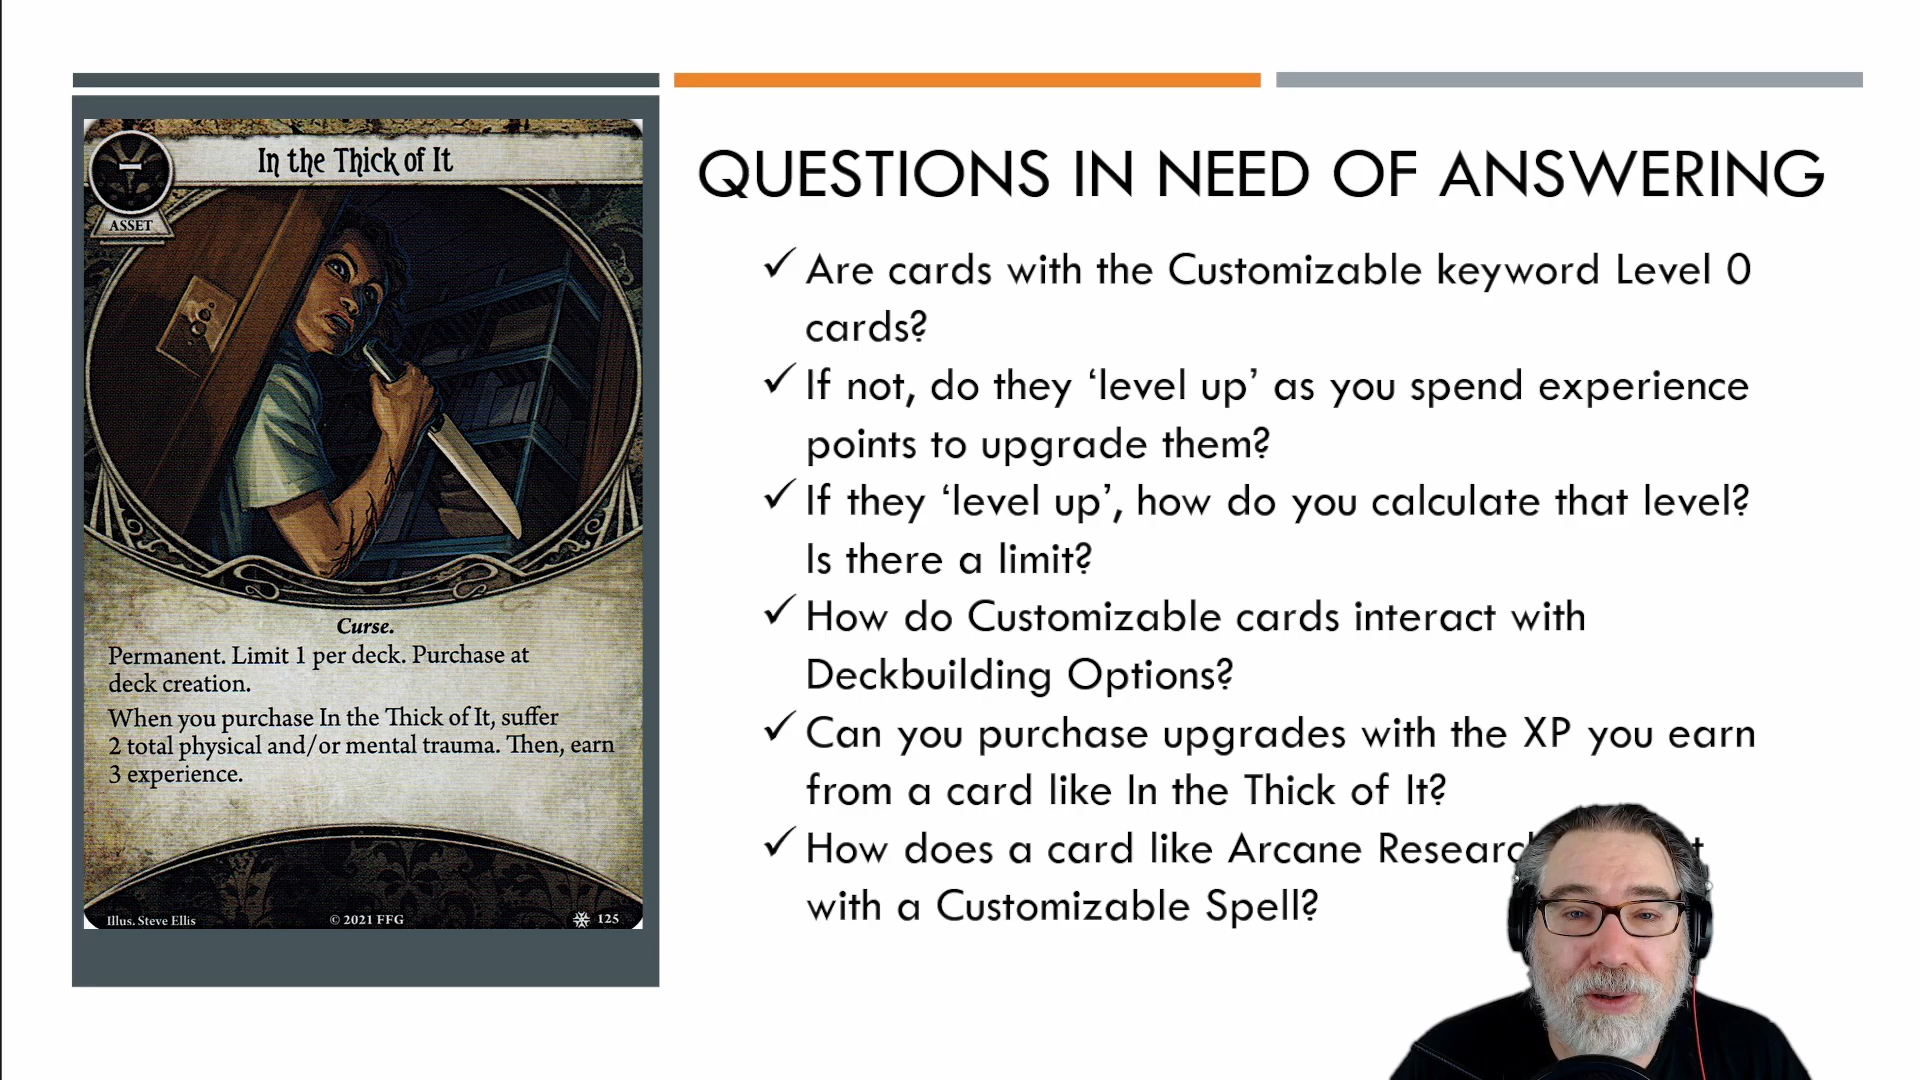 In the Thick of It
ASSET
Curse.
Permanent. Limit 1 per deck. Purchase at
deck creation.
When you purchase In the Thick of It, suffer
2 total physical and/or mental trauma. Then, earn
3 experience.
Illus. Steve Ellis
© 2021 FFG
125
QUESTIONS IN NEED OF ANSWERING
✓ Are cards with the Customizable keyword Level 0
cards?
✓ If not, do they ‘level up’ as you spend experience
points to upgrade them?
✓ If they ‘level up’, how do you calculate that level?
Is there a limit?
✓ How do Customizable cards interact with
Deckbuilding Options?
✓ Can you purchase upgrades with the XP you earn
from a card like In the Thick of It?
✓ How does a card like Arcane
with a Customizable Spell?